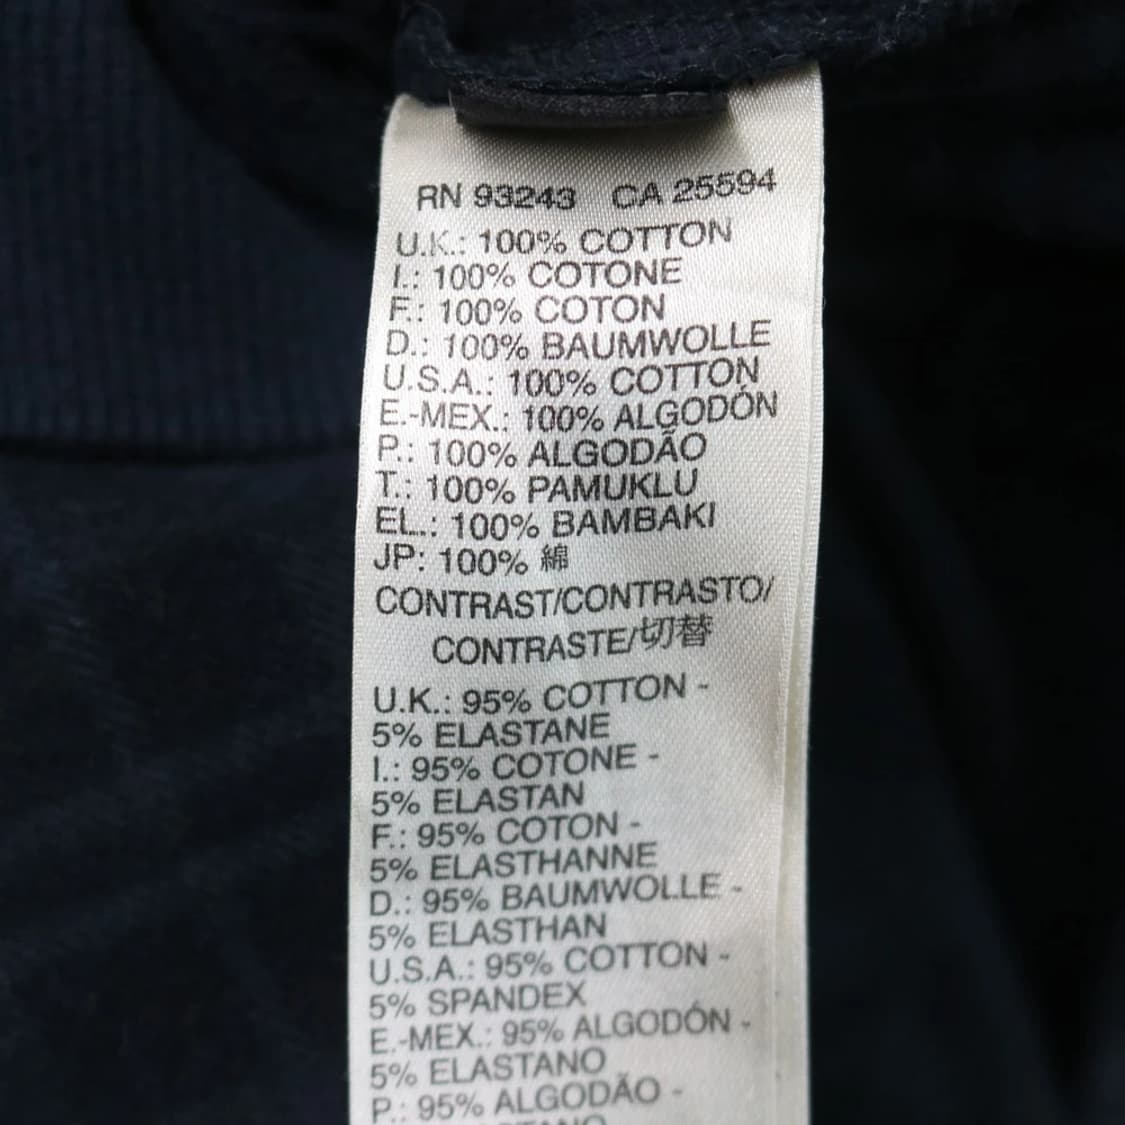 RN 93243 CA 25594
U.K.: 100% COTTON
I.: 100% COTONE
F.: 100% COTON
D.: 100% BAUMWOLLE
U.S.A.: 100% COTTON
E.-MEX.: 100% ALGODÓN
P.: 100% ALGODÃO
T.: 100% PAMUKLU
EL.: 100% BAMBAKI
JP: 100% 綿
CONTRAST/CONTRASTO/
CONTRASTE/切替
U.K.: 95% COTTON -
5% ELASTANE
I.: 95% COTONE -
5% ELASTAN
F.: 95% COTON -
5% ELASTHANNE
D.: 95% BAUMWOLLE -
5% ELASTHAN
U.S.A.: 95% COTTON -
5% SPANDEX
E.-MEX.: 95% ALGODÓN -
5% ELASTANO
P.: 95% ALGODÃO -